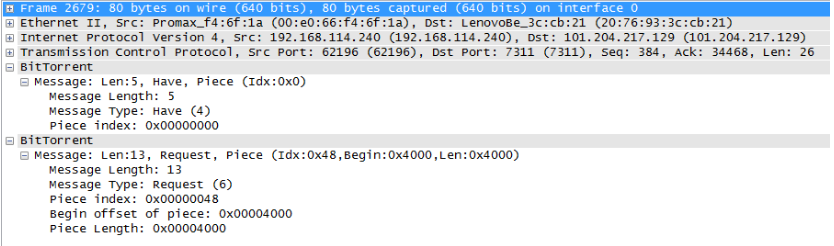 Frame 2679: 80 bytes on wire (640 bits), 80 bytes captured (640 bits) on interface 0
Ethernet II, Src: Promax_f4:6f:1a (00:e0:66:f4:6f:1a), Dst: LenovoBe_3c:cb:21 (20:76:93:3c:cb:21)
Internet Protocol Version 4, Src: 192.168.114.240 (192.168.114.240), Dst: 101.204.217.129 (101.204.217.129)
Transmission Control Protocol, Src Port: 62196 (62196), Dst Port: 7311 (7311), Seq: 384, Ack: 34468, Len: 26
BitTorrent
Message: Len:5, Have, Piece (Idx:0x0)
Message Length: 5
Message Type: Have (4)
Piece index: 0x00000000
BitTorrent
Message: Len:13, Request, Piece (Idx:0x48,Begin:0x4000,Len:0x4000)
Message Length: 13
Message Type: Request (6)
Piece index: 0x00000048
Begin offset of piece: 0x00004000
Piece Length: 0x00004000